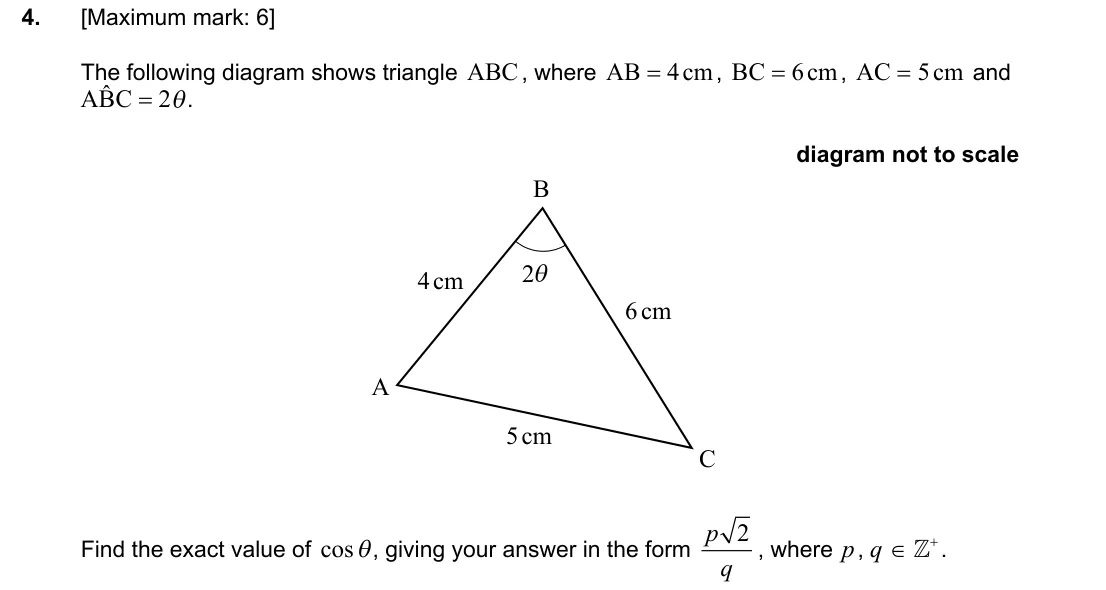 4. [Maximum mark: 6]
The following diagram shows triangle ABC, where AB = 4 cm, BC = 6 cm, AC = 5 cm and
AB̂C = 2θ.
diagram not to scale
B
4 cm
2θ
6 cm
A
5 cm
C
Find the exact value of cos θ, giving your answer in the form p√2/q, where p, q ∈ ℤ⁺.